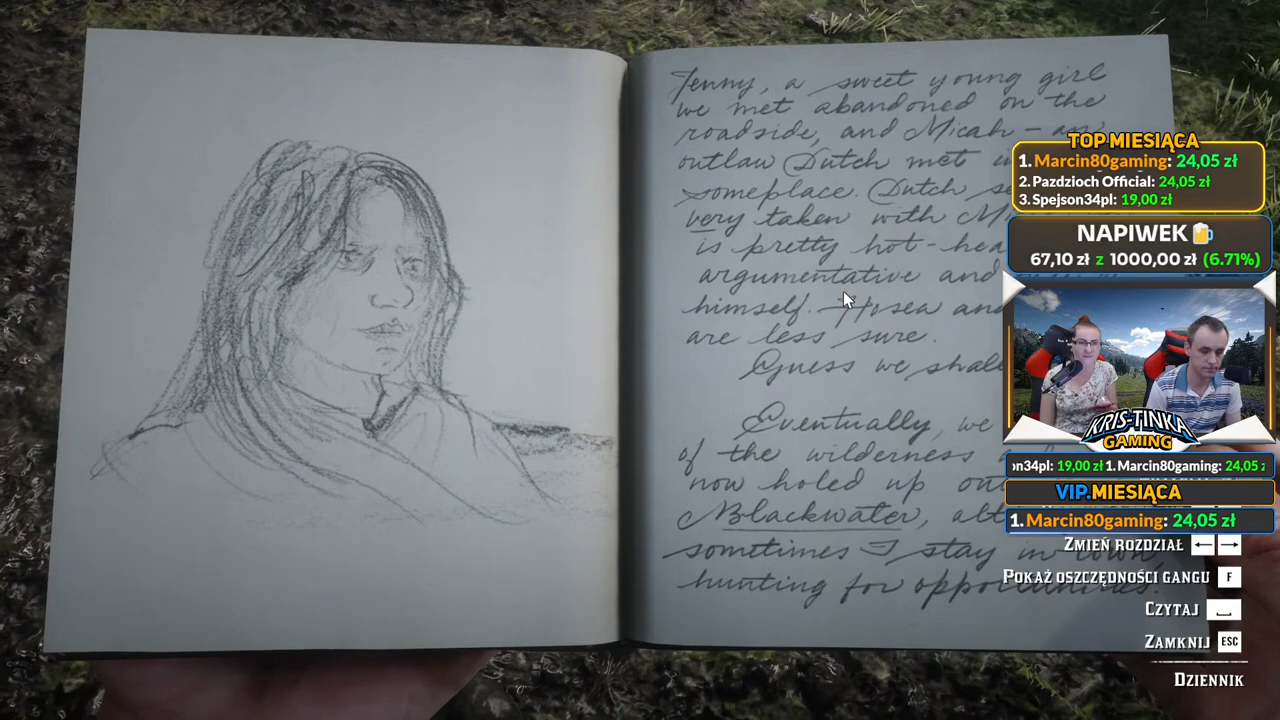 Jenny, a sweet young girl
we met abandoned on the
roadside, and Micah – an
outlaw Dutch met
someplace. Dutch
very taken with
is pretty hot-
argumentative and
himself. Hosea and
are less sure.
Guess we shall
Eventually, we
of the wilderness
now holed up
Blackwater,
sometimes I stay in town
hunting for opportunities.
TOP MIESIĄCA
1. Marcin80gaming: 24,05 zł
2. Pazdzioch Official: 24,05 zł
3. Spejson34pl: 19,00 zł
NAPIWEK
67,10 zł z 1000,00 zł (6.71%)
KRIS-TINKA
GAMING
n34pl: 19,00 zł 1. Marcin80gaming: 24,05
VIP.MIESIĄCA
1. Marcin80gaming: 24,05 zł
ZMIEŃ ROZDZIAŁ ← →
POKAŻ OSZCZĘDNOŚCI GANGU F
CZYTAJ
ZAMKNIJ ESC
DZIENNIK